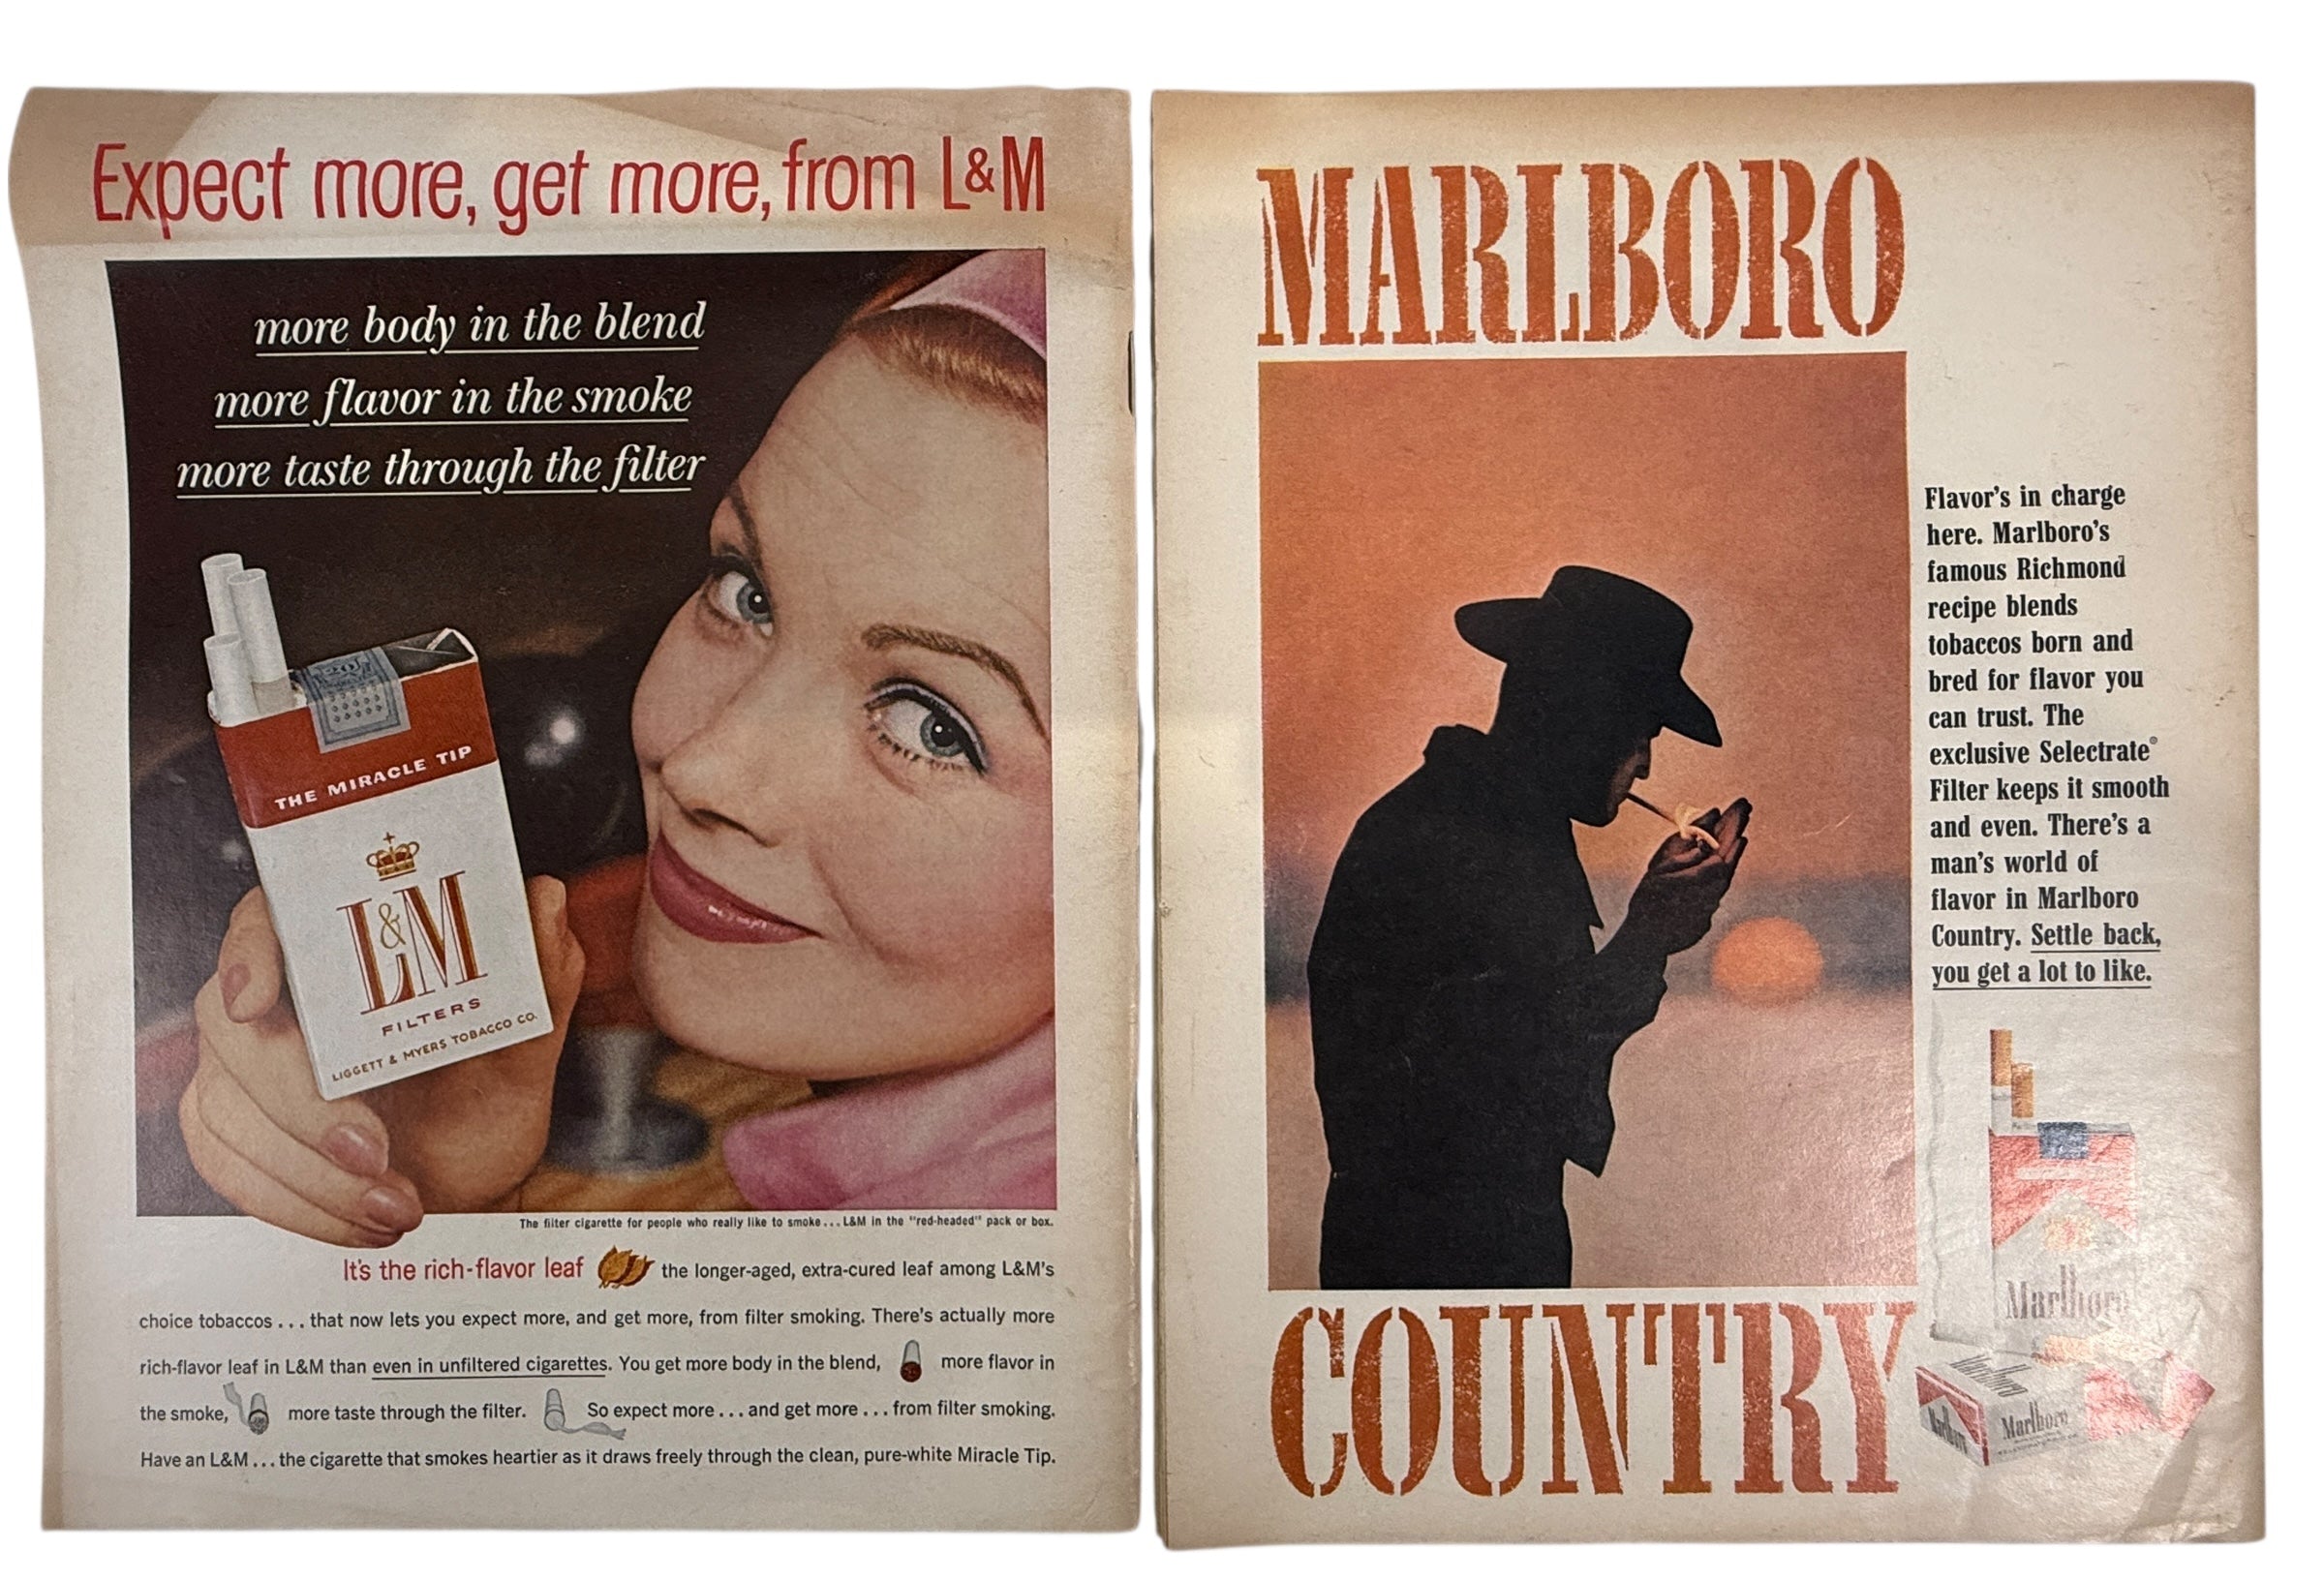 Expect more, get more, from L&M
more body in the blend
more flavor in the smoke
more taste through the filter
20
THE MIRACLE TIP
L&M
FILTERS
LIGGETT & MYERS TOBACCO CO.
The filter cigarette for people who really like to smoke...L&M in the "red-headed" pack or box.
It's the rich-flavor leaf the longer-aged, extra-cured leaf among L&M's
choice tobaccos...that now lets you expect more, and get more, from filter smoking. There's actually more
rich-flavor leaf in L&M than even in unfiltered cigarettes. You get more body in the blend, more flavor in
the smoke, more taste through the filter. So expect more...and get more...from filter smoking.
Have an L&M...the cigarette that smokes heartier as it draws freely through the clean, pure-white Miracle Tip.
MARLBORO
Flavor's in charge
here. Marlboro's
famous Richmond
recipe blends
tobaccos born and
bred for flavor you
can trust. The
exclusive Selectrate®
Filter keeps it smooth
and even. There's a
man's world of
flavor in Marlboro
Country. Settle back,
you get a lot to like.
Marlboro
COUNTRY
Marlboro
Marlboro
Marlboro